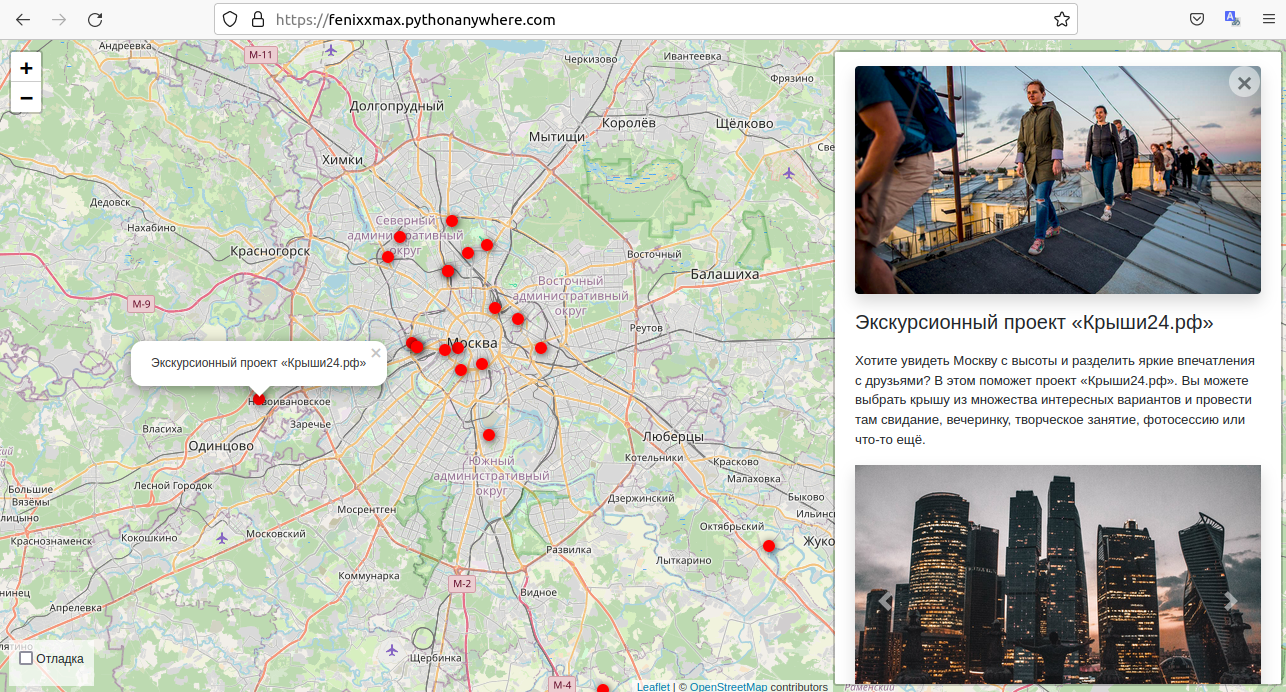 https://fenixxmax.pythonanywhere.com
+
−
Андреевка
М-11
Черкизово
Ивантеевка
Фрязино
Долгопрудный
Королёв
Щёлково
Мытищи
Химки
Дедовск
Нахабино
Красногорск
Северный
административный
округ
Восточный
Балашиха
М-9
Восточный
административный
округ
Реутов
Москва
Экскурсионный проект «Крыши24.рф»
×
Новоивановское
Заречье
Власиха
Одинцово
Люберцы
Котельники
Красково
Малаховка
Южный
административный
округ
Лесной Городок
Большие
Вязёмы
Мосрентген
Дзержинский
Быково
Октябрьский
Краснознаменск
Кокошкино
Московский
Развилка
Лыткарино
Коммунарка
М-2
Видное
Апрелевка
Щербинка
М-4
Отладка
Leaflet | © OpenStreetMap contributors
Раменский
Экскурсионный проект «Крыши24.рф»
Хотите увидеть Москву с высоты и разделить яркие впечатления
с друзьями? В этом поможет проект «Крыши24.рф». Вы можете
выбрать крышу из множества интересных вариантов и провести
там свидание, вечеринку, творческое занятие, фотосессию или
что-то ещё.